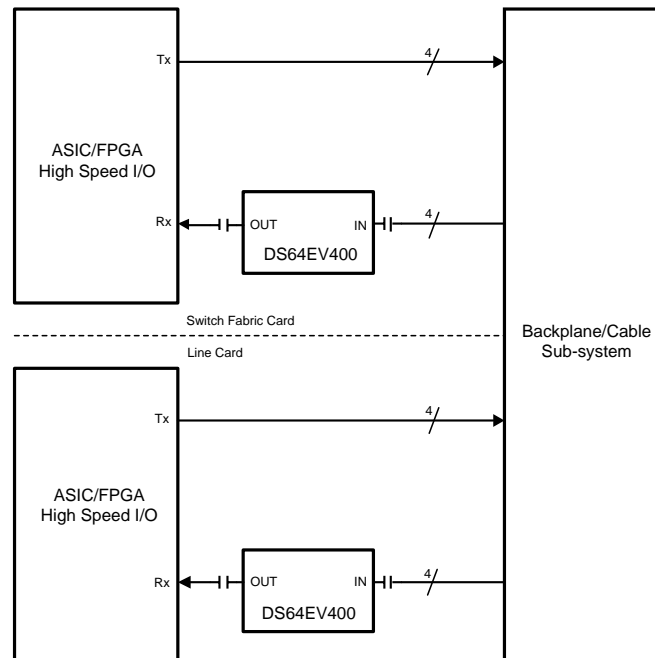 Tx
4
ASIC/FPGA
High Speed I/O
Rx
OUT
IN
4
DS64EV400
Switch Fabric Card
Line Card
Backplane/Cable
Sub-system
Tx
4
ASIC/FPGA
High Speed I/O
Rx
OUT
IN
4
DS64EV400